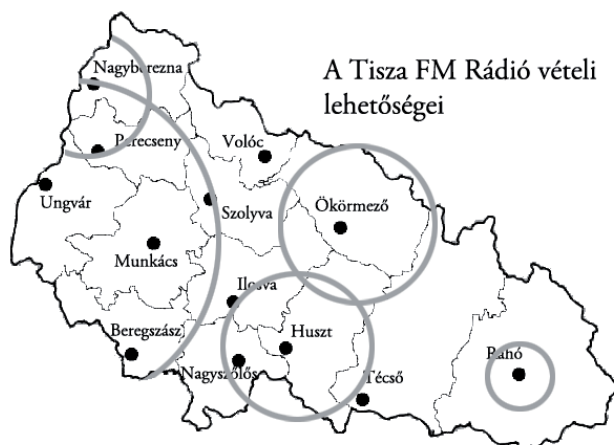 A Tisza FM Rádió vételi
lehetőségei
Nagyberezna
Perecseny
Volóc
Ungvár
Szolyva
Ökörmező
Munkács
Ilosva
Beregszász
Huszt
Nagyszőlős
Técső
Rahó